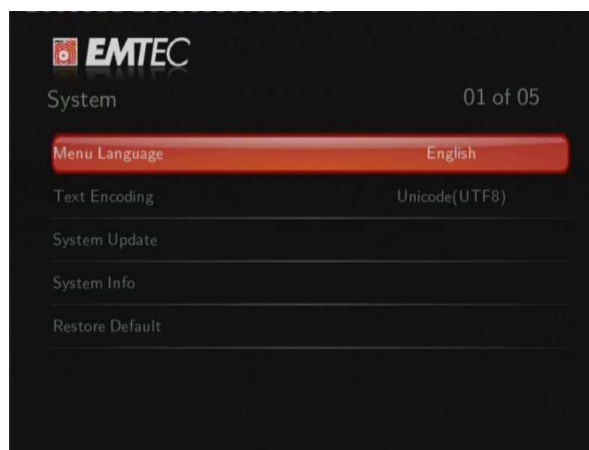 EMTEC
System 01 of 05
Menu Language English
Text Encoding Unicode(UTF8)
System Update
System Info
Restore Default